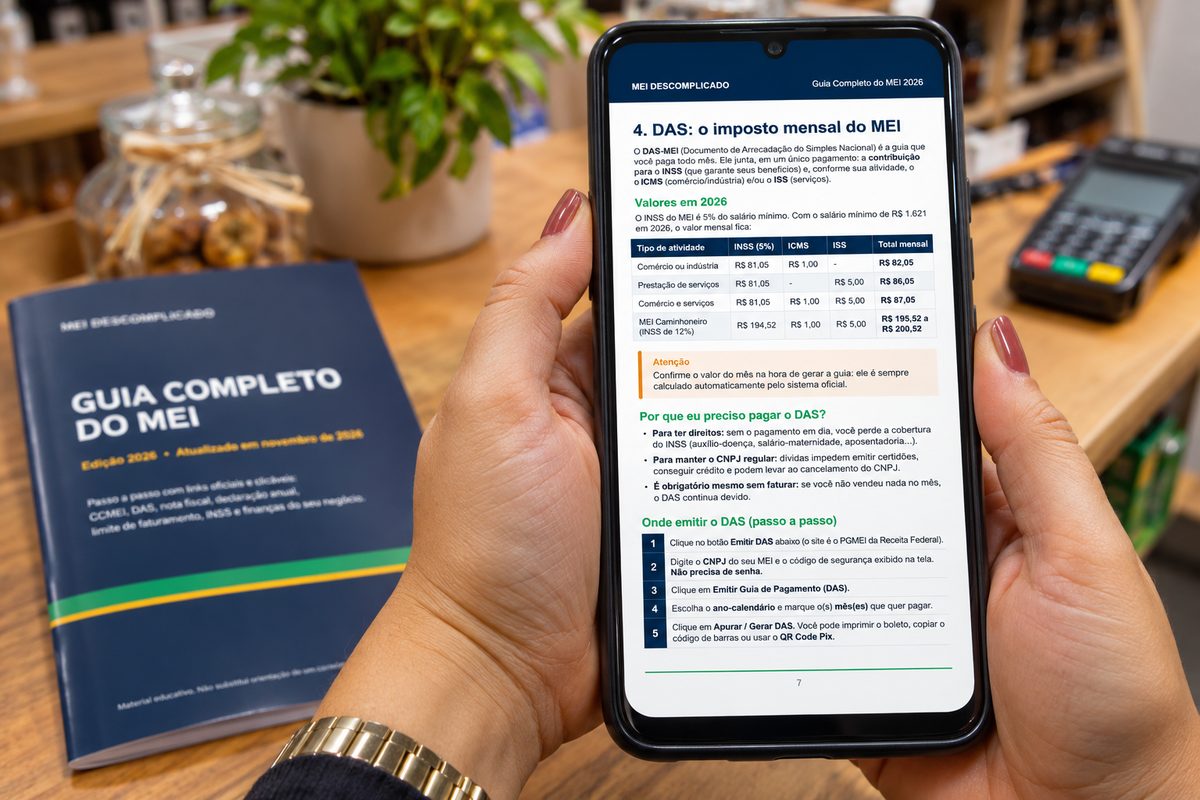 MEI DESCOMPLICADO
GUIA COMPLETO
DO MEI
Edição 2026 • Atualizado em novembro de 2026
Passo a passo com links oficiais e clicáveis:
CCMEI, DAS, nota fiscal, declaração anual,
limite de faturamento, INSS e finanças do seu negócio.
Material educativo. Não substitui orientação de um
MEI DESCOMPLICADO Guia Completo do MEI 2026
4. DAS: o imposto mensal do MEI
O DAS-MEI (Documento de Arrecadação do Simples Nacional) é a guia que
você paga todo mês. Ele junta, em um único pagamento: a contribuição
para o INSS (que garante seus benefícios) e, conforme sua atividade, o
o ICMS (comércio/indústria) e/ou o ISS (serviços).
Valores em 2026
O INSS do MEI é 5% do salário mínimo. Com o salário mínimo de R$ 1.621
em 2026, o valor mensal fica:
Tipo de atividade INSS (5%) ICMS ISS Total mensal
Comércio ou indústria R$ 81,05 R$ 1,00 - R$ 82,05
Prestação de serviços R$ 81,05 - R$ 5,00 R$ 86,05
Comércio e serviços R$ 81,05 R$ 1,00 R$ 5,00 R$ 87,05
MEI Caminhoneiro
(INSS de 12%) R$ 194,52 R$ 1,00 R$ 5,00 R$ 195,52 a
R$ 200,52
Atenção
Confirme o valor do mês na hora de gerar a guia: ele é sempre
calculado automaticamente pelo sistema oficial.
Por que eu preciso pagar o DAS?
• Para ter direitos: sem o pagamento em dia, você perde a cobertura
do INSS (auxílio-doença, salário-maternidade, aposentadoria...).
• Para manter o CNPJ regular: dívidas impedem emitir certidões,
conseguir crédito e podem levar ao cancelamento do CNPJ.
• É obrigatório mesmo sem faturar: se você não vendeu nada no mês,
o DAS continua devido.
Onde emitir o DAS (passo a passo)
1 Clique no botão Emitir DAS abaixo (o site é o PGMEI da Receita Federal).
2 Digite o CNPJ do seu MEI e o código de segurança exibido na tela.
Não precisa de senha.
3 Clique em Emitir Guia de Pagamento (DAS).
4 Escolha o ano-calendário e marque o(s) mês(es) que quer pagar.
5 Clique em Apurar / Gerar DAS. Você pode imprimir o boleto, copiar o
código de barras ou usar o QR Code Pix.
7